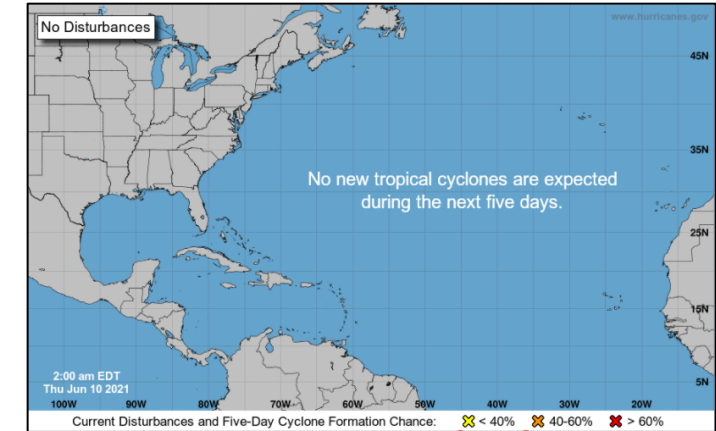 No Disturbances
www.hurricanes.gov
45N
35N
No new tropical cyclones are expected
during the next five days.
25N
15N
2:00 am EDT
Thu Jun 10 2021
5N
100W 90W 80W 70W 60W 50W 40W 30W 20W
Current Disturbances and Five-Day Cyclone Formation Chance: < 40% 40-60% > 60%